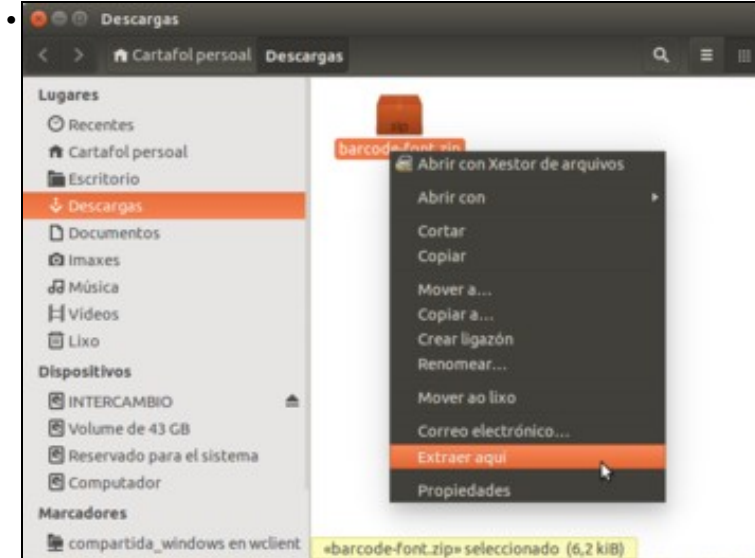 Descargas
Cartafol persoal Descargas
Lugares
Recentes
Cartafol persoal
Escritorio
Descargas
Documentos
Imaxes
Música
Vídeos
Lixo
Dispositivos
INTERCAMBIO
Volume de 43 GB
Reservado para el sistema
Computador
Marcadores
compartida_windows en wclient
zip
barcode-font.zip
Abrir con Xestor de arquivos
Abrir con
Cortar
Copiar
Mover a...
Copiar a...
Crear ligazón
Renomear...
Mover ao lixo
Correo electrónico...
Extraer aquí
Propiedades
«barcode-font.zip» seleccionado (6,2 kiB)